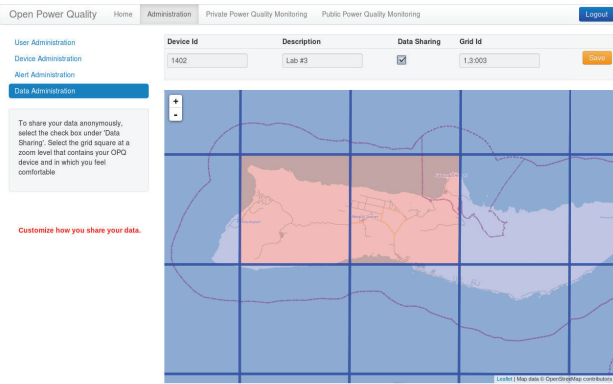 Open Power Quality Home Administration Private Power Quality Monitoring Public Power Quality Monitoring Logout
User Administration
Device Administration
Alert Administration
Data Administration
Device Id Description Data Sharing Grid Id
1402 Lab #3 1,3:003 Save
+
-
To share your data anonymously,
select the check box under 'Data
Sharing'. Select the grid square at a
zoom level that contains your OPQ
device and in which you feel
comfortable
Customize how you share your data.
Leaflet | Map data © OpenStreetMap contributors